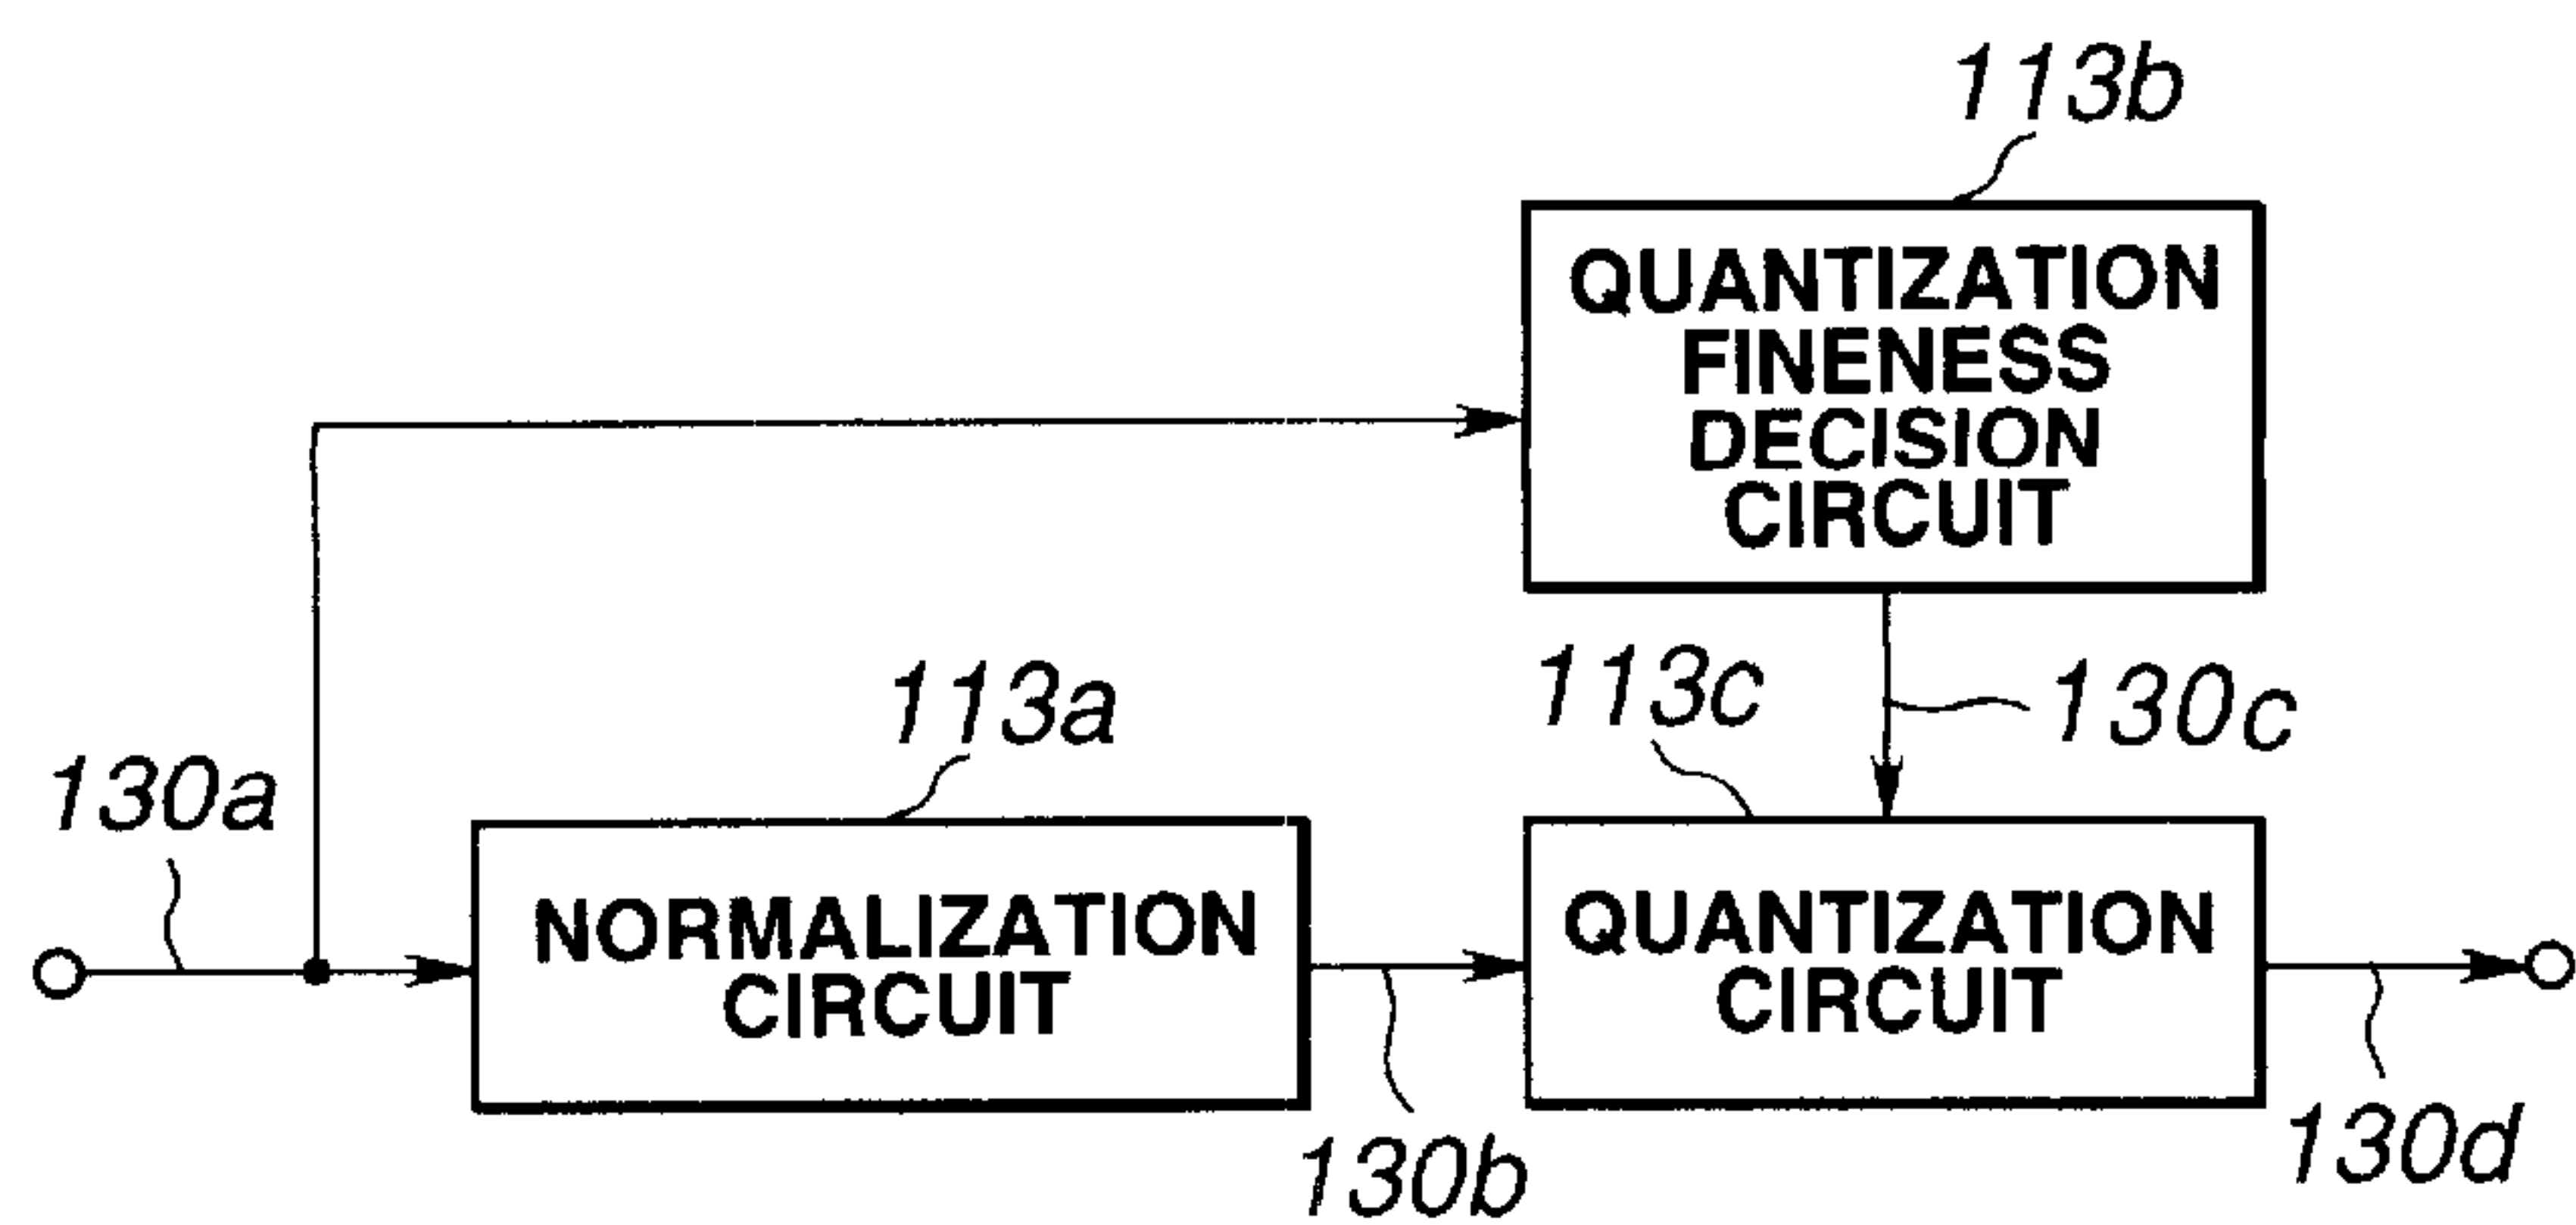 113b
QUANTIZATION
FINENESS
DECISION
CIRCUIT
113a
113c
130c
130a
NORMALIZATION
CIRCUIT
QUANTIZATION
CIRCUIT
130b
130d